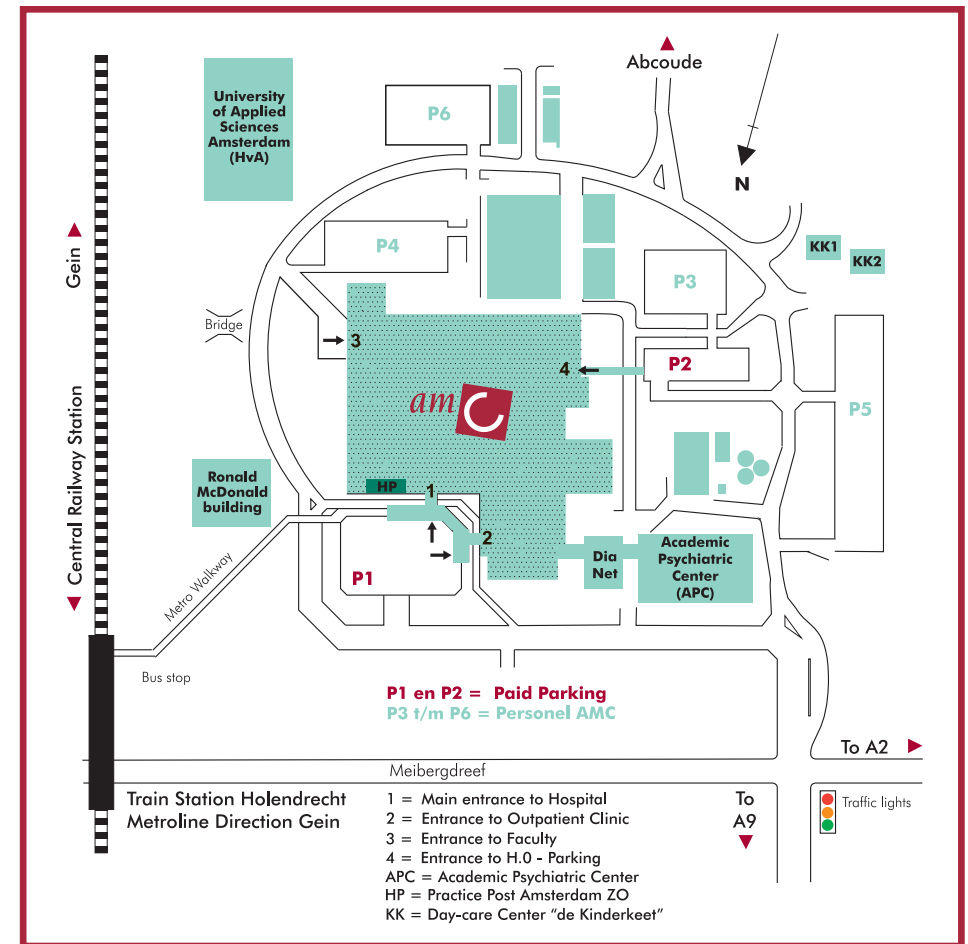 Abcoude
University
of Applied
Sciences
Amsterdam
(HvA)
P6
N
Gein
P4
KK1
KK2
P3
Bridge
3
4
P2
am
P5
Central Railway Station
Ronald
McDonald
building
HP
1
2
Metro Walkway
P1
Dia
Net
Academic
Psychiatric
Center
(APC)
Bus stop
P1 en P2 = Paid Parking
P3 t/m P6 = Personel AMC
To A2
Meibergdreef
Train Station Holendrecht
Metroline Direction Gein
1 = Main entrance to Hospital
2 = Entrance to Outpatient Clinic
3 = Entrance to Faculty
4 = Entrance to H.0 - Parking
APC = Academic Psychiatric Center
HP = Practice Post Amsterdam ZO
KK = Day-care Center “de Kinderkeet”
To
A9
Traffic lights